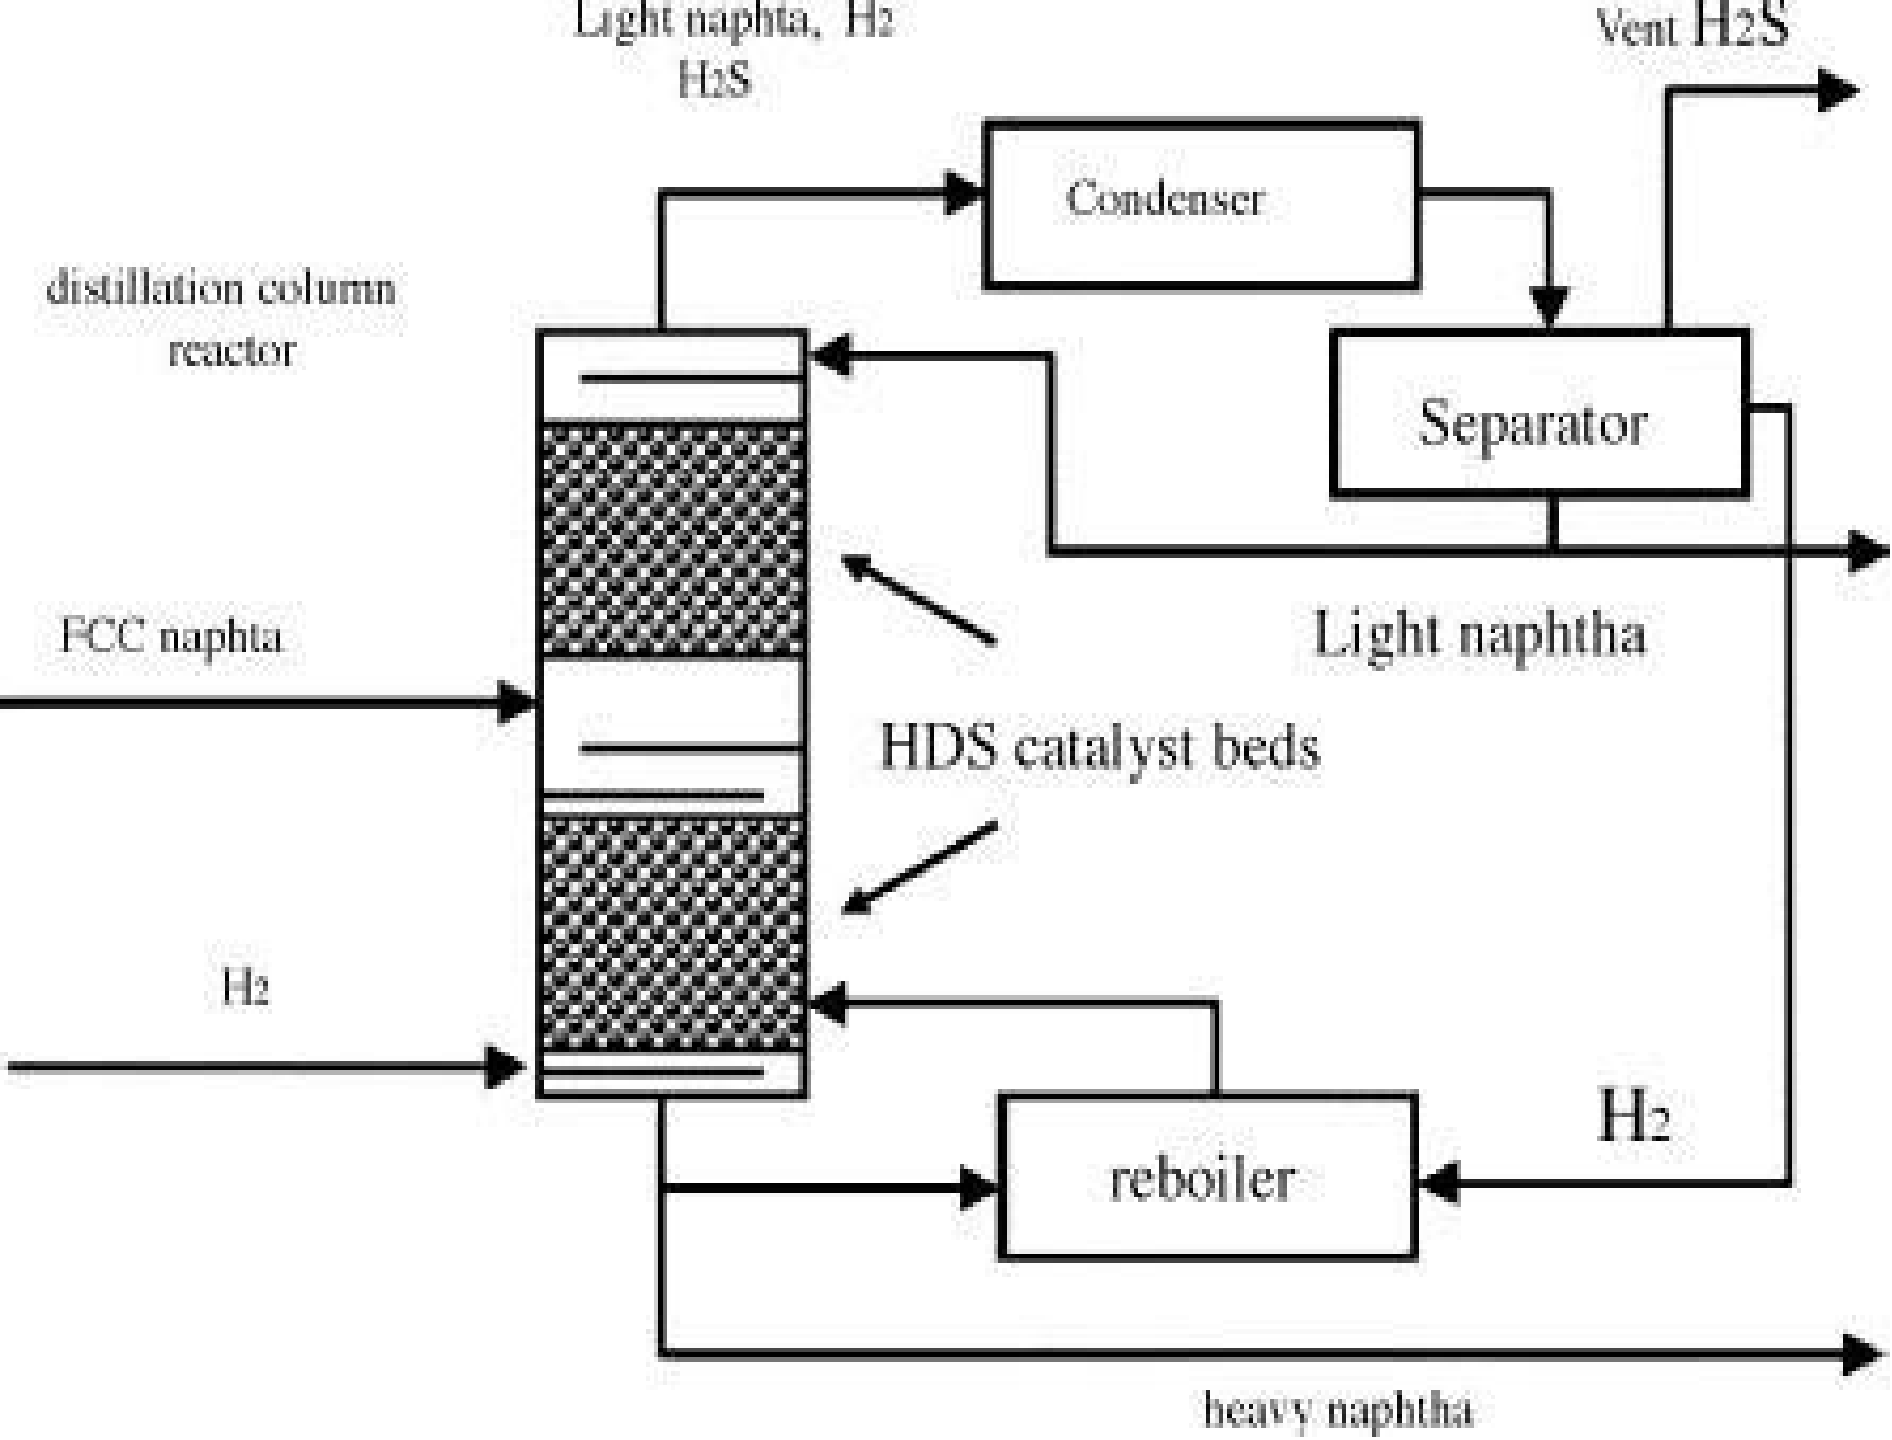 Light naphta, H2
H2S
Vent H2S
Condenser
distillation column
reactor
Separator
FCC naphta
Light naphtha
HDS catalyst beds
H2
H2
reboiler
heavy naphtha